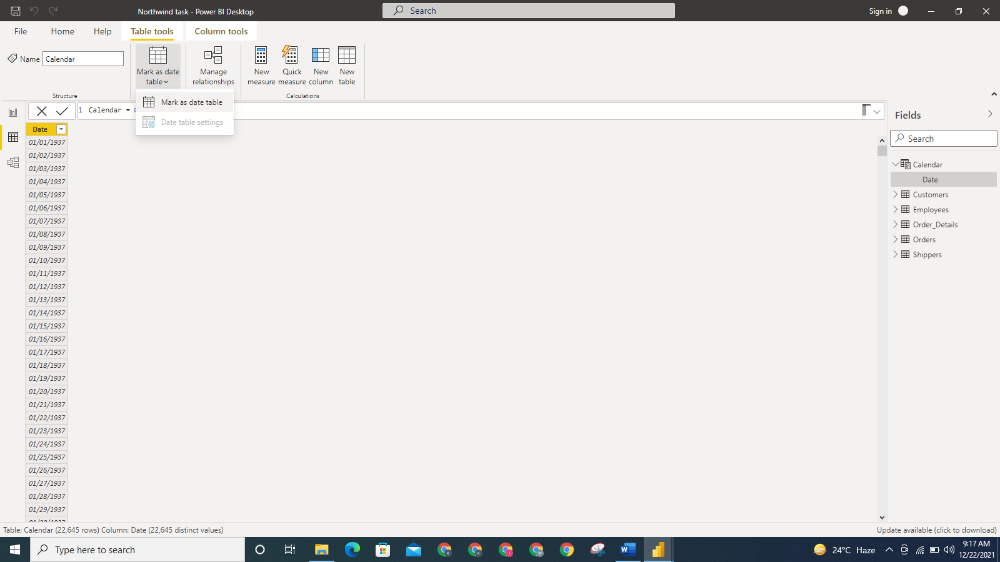 Northwind task - Power BI Desktop
Search
Sign in
File
Home
Help
Table tools
Column tools
Name
Calendar
Mark as date
table
Manage
relationships
New
measure
Quick
measure
New
column
New
table
Structure
Calculations
Mark as date table
Date table settings
1 Calendar =
Date
01/01/1937
01/02/1937
01/03/1937
01/04/1937
01/05/1937
01/06/1937
01/07/1937
01/08/1937
01/09/1937
01/10/1937
01/11/1937
01/12/1937
01/13/1937
01/14/1937
01/15/1937
01/16/1937
01/17/1937
01/18/1937
01/19/1937
01/20/1937
01/21/1937
01/22/1937
01/23/1937
01/24/1937
01/25/1937
01/26/1937
01/27/1937
01/28/1937
01/29/1937
Fields
Search
Calendar
Date
Customers
Employees
Order_Details
Orders
Shippers
Table: Calendar (22,645 rows) Column: Date (22,645 distinct values)
Update available (click to download)
Type here to search
24°C Haze
9:17 AM
12/22/2021